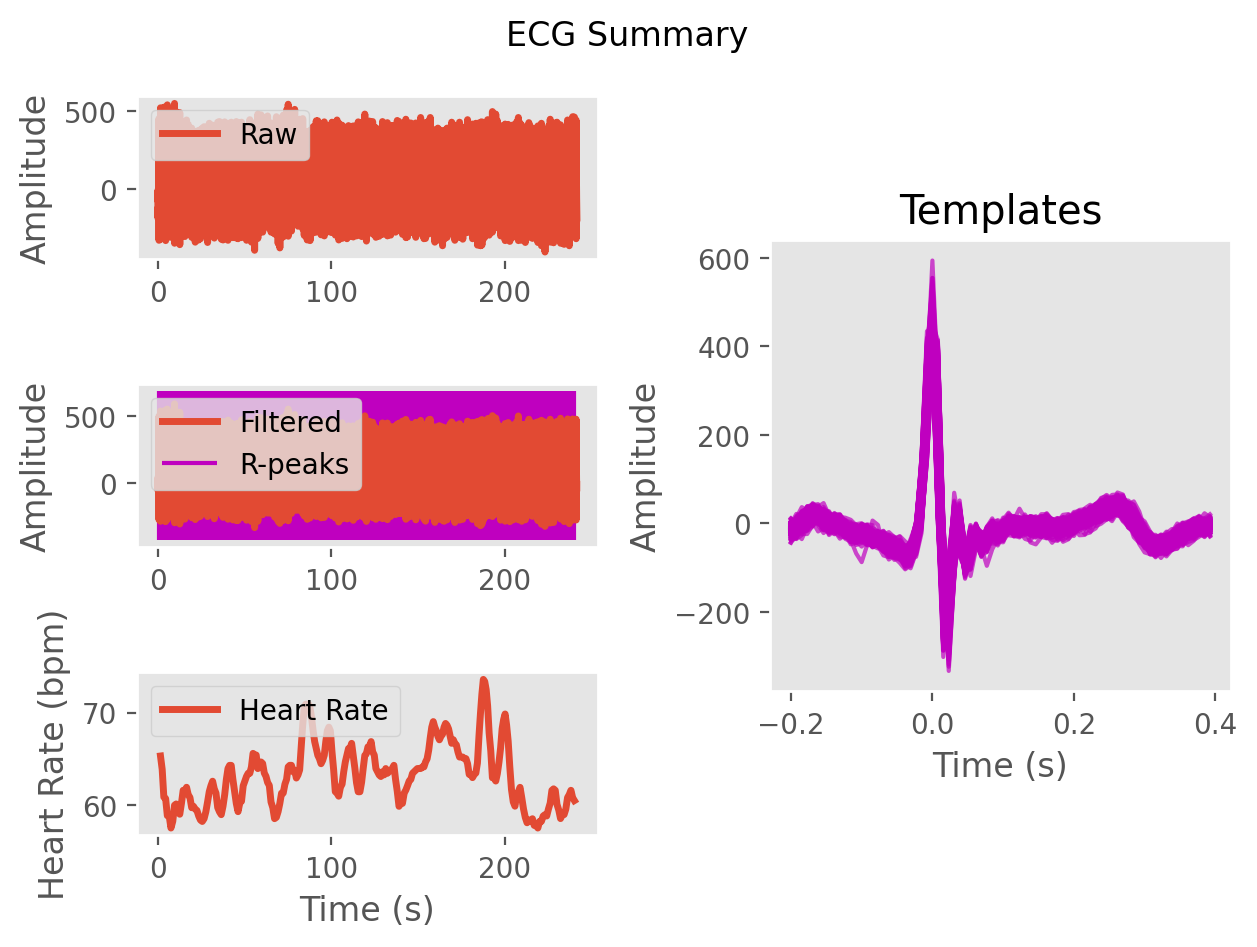 ECG Summary
Amplitude
500
0
Raw
0 100 200
Amplitude
500
0
Filtered
R-peaks
0 100 200
Heart Rate (bpm)
70
60
Heart Rate
0 100 200
Time (s)
Templates
Amplitude
600
400
200
0
−200
−0.2 0.0 0.2 0.4
Time (s)